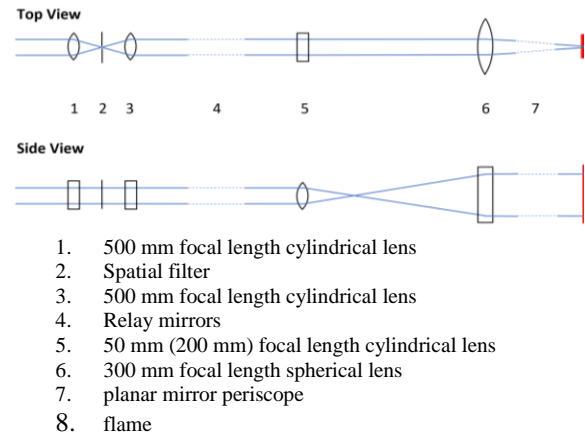 Top View
1 2 3 4 5 6 7
Side View
1. 500 mm focal length cylindrical lens
2. Spatial filter
3. 500 mm focal length cylindrical lens
4. Relay mirrors
5. 50 mm (200 mm) focal length cylindrical lens
6. 300 mm focal length spherical lens
7. planar mirror periscope
8. flame